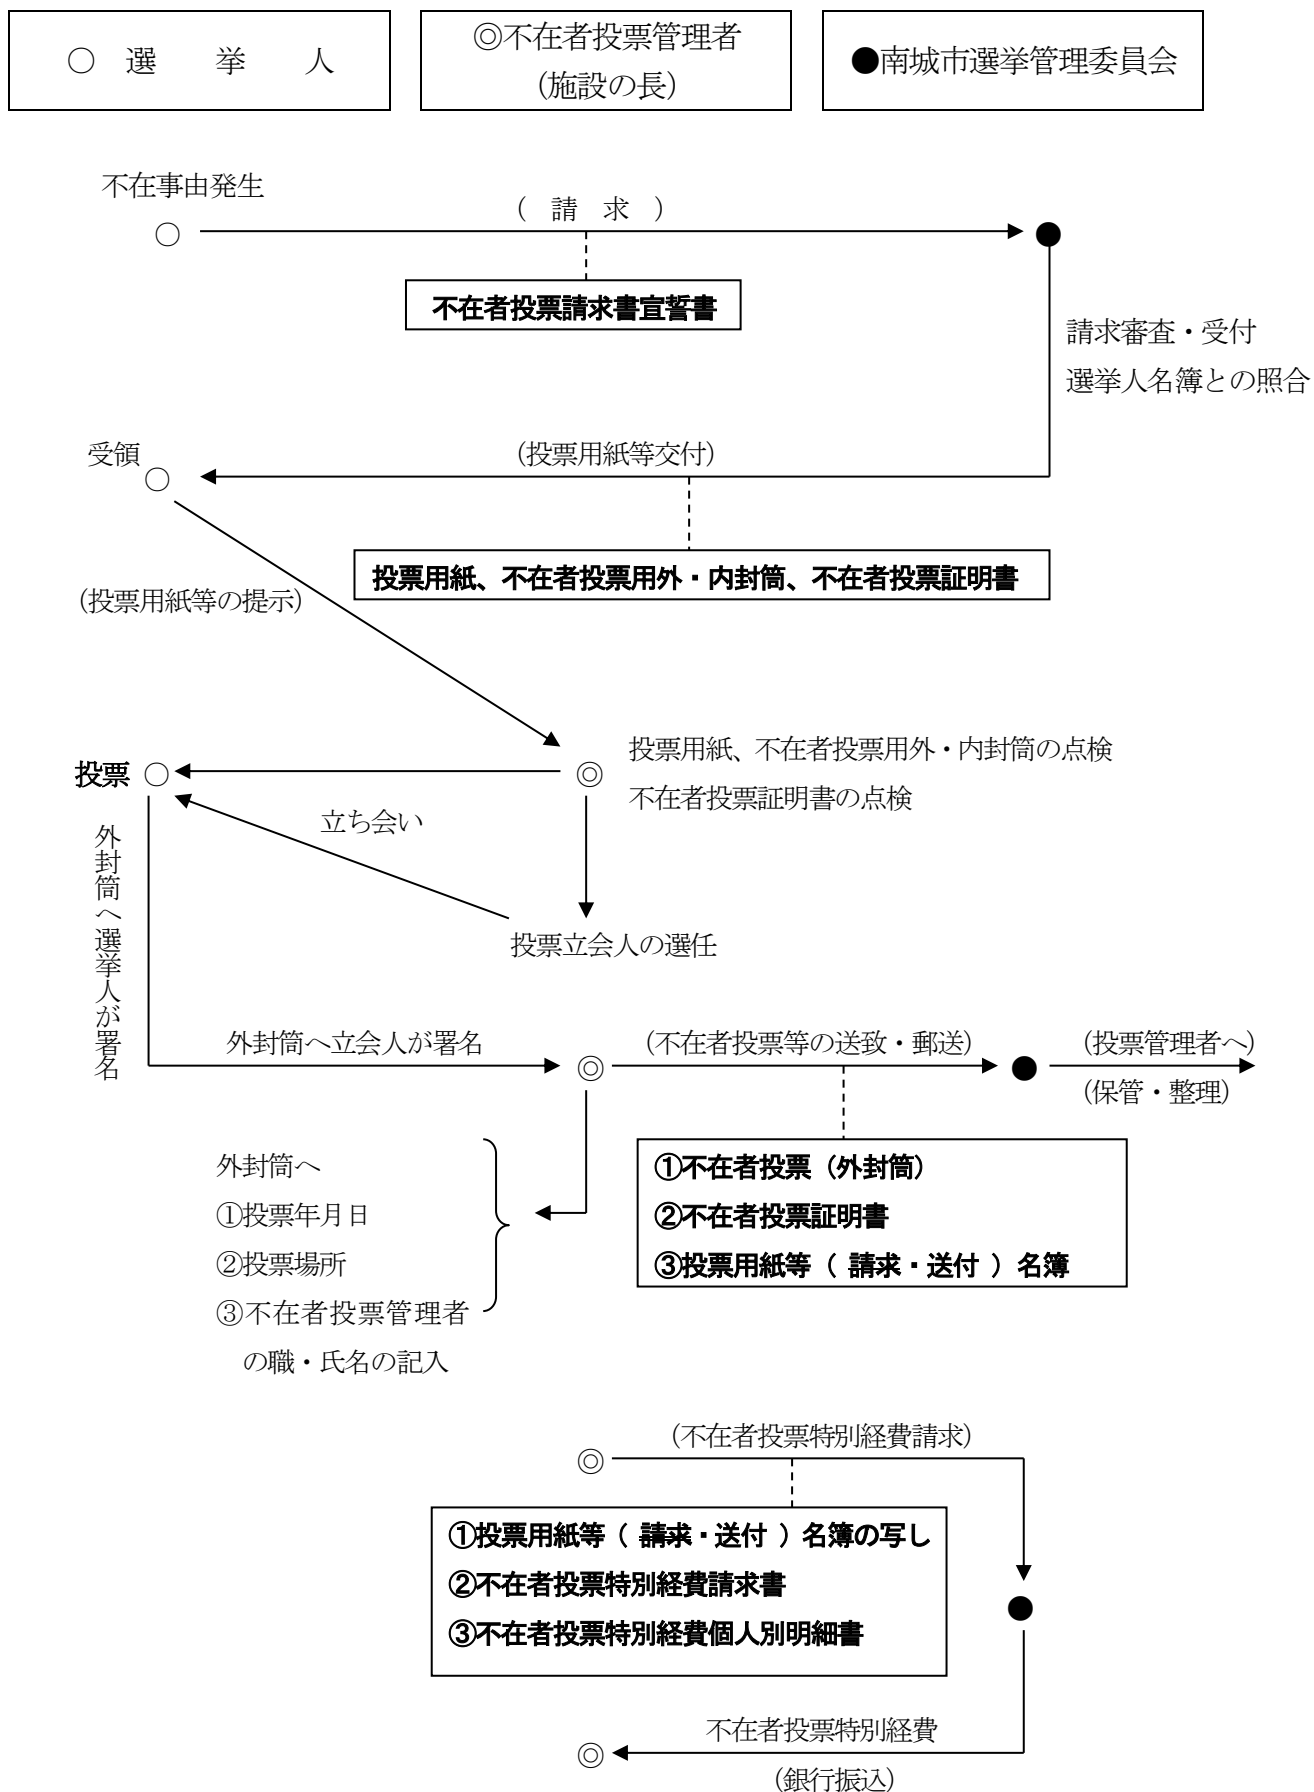 ○ 選 挙 人
◎不在者投票管理者
(施設の長)
●南城市選挙管理委員会
不在事由発生
( 請 求 )
○
●
不在者投票請求書宣誓書
請求審査・受付
選挙人名簿との照合
受領
○
(投票用紙等交付)
投票用紙、不在者投票用外・内封筒、不在者投票証明書
(投票用紙等の提示)
投票用紙、不在者投票用外・内封筒の点検
投票 ○
◎
不在者投票証明書の点検
立ち会い
外封筒へ選挙人が署名
投票立会人の選任
外封筒へ立会人が署名
◎
(不在者投票等の送致・郵送)
●
(投票管理者へ)
(保管・整理)
外封筒へ
①投票年月日
②投票場所
③不在者投票管理者
の職・氏名の記入
①不在者投票(外封筒)
②不在者投票証明書
③投票用紙等( 請求・送付 )名簿
(不在者投票特別経費請求)
◎
①投票用紙等( 請求・送付 )名簿の写し
②不在者投票特別経費請求書
③不在者投票特別経費個人別明細書
●
不在者投票特別経費
◎
(銀行振込)